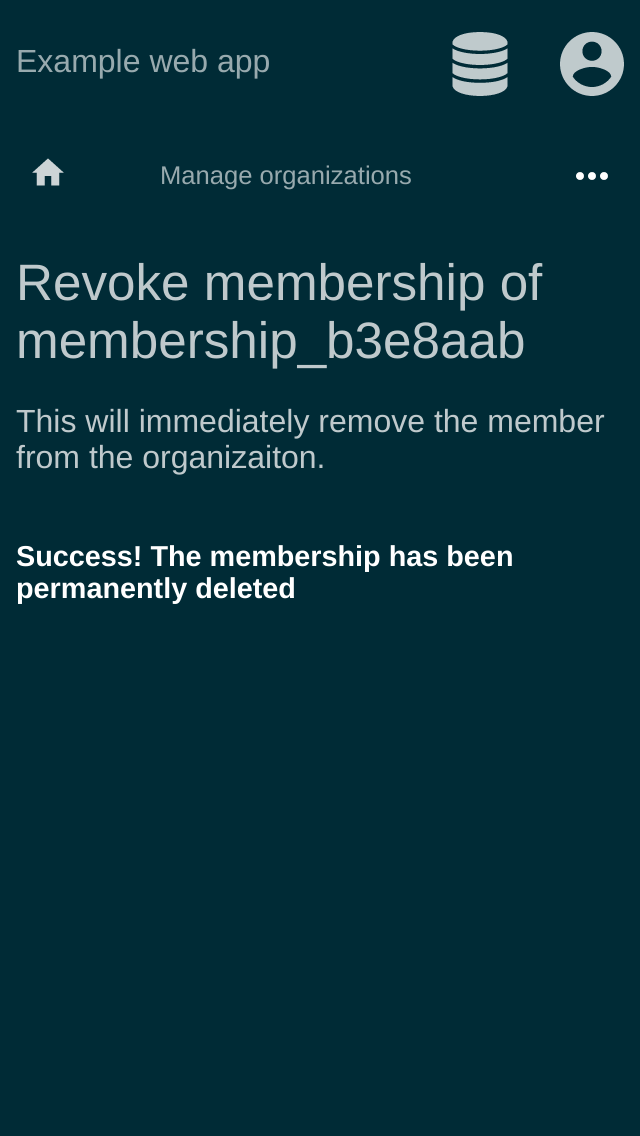 Example web app
Manage organizations
Revoke membership of
membership_b3e8aab
This will immediately remove the member
from the organizaiton.
Success! The membership has been
permanently deleted